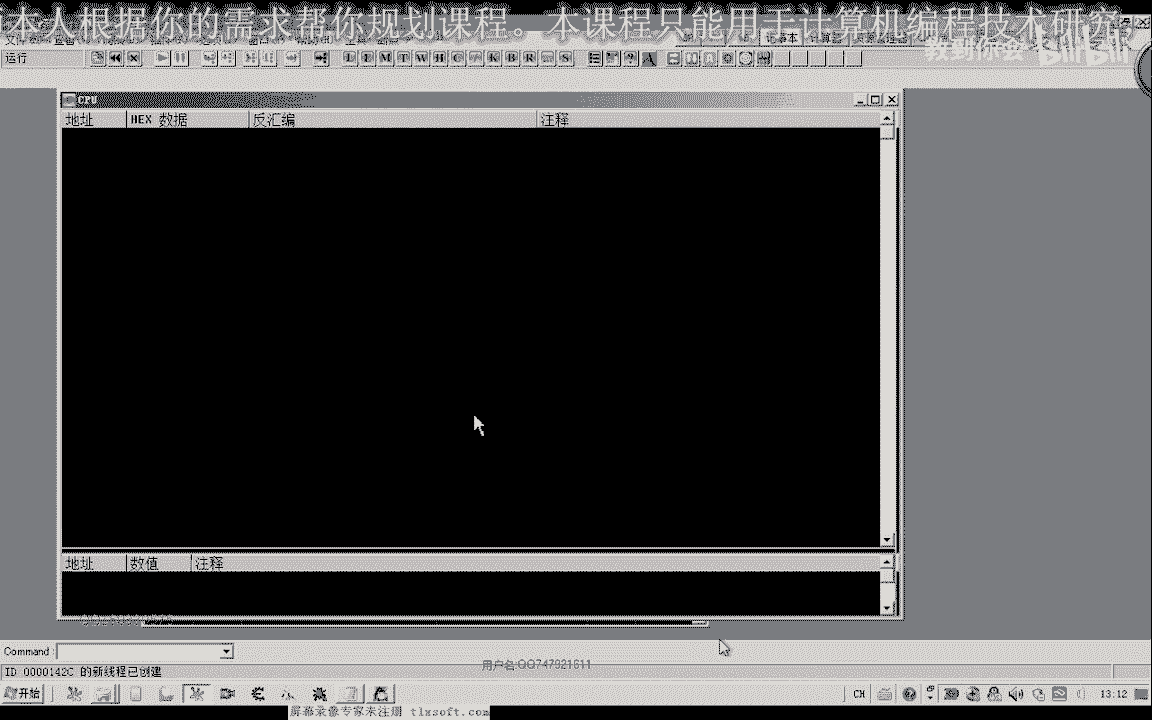 本人根据你的需求帮你规划课程。本课程只能用于计算机编程技术研究,
教到你会 bilibili
运行
L E M T W H C K B R S
CPU
地址 HEX 数据 反汇编 注释
地址 数值 注释
Command:
ID 0000142C 的新线程已创建
用户名:QQ747921611
开始
CH
13:12
屏幕录像专家未注册 tlxsoft.com